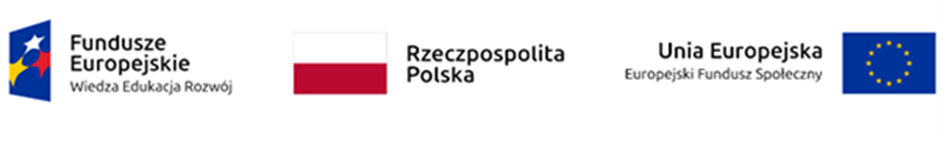 Fundusze
Europejskie
Wiedza Edukacja Rozwój
Rzeczpospolita
Polska
Unia Europejska
Europejski Fundusz Społeczny